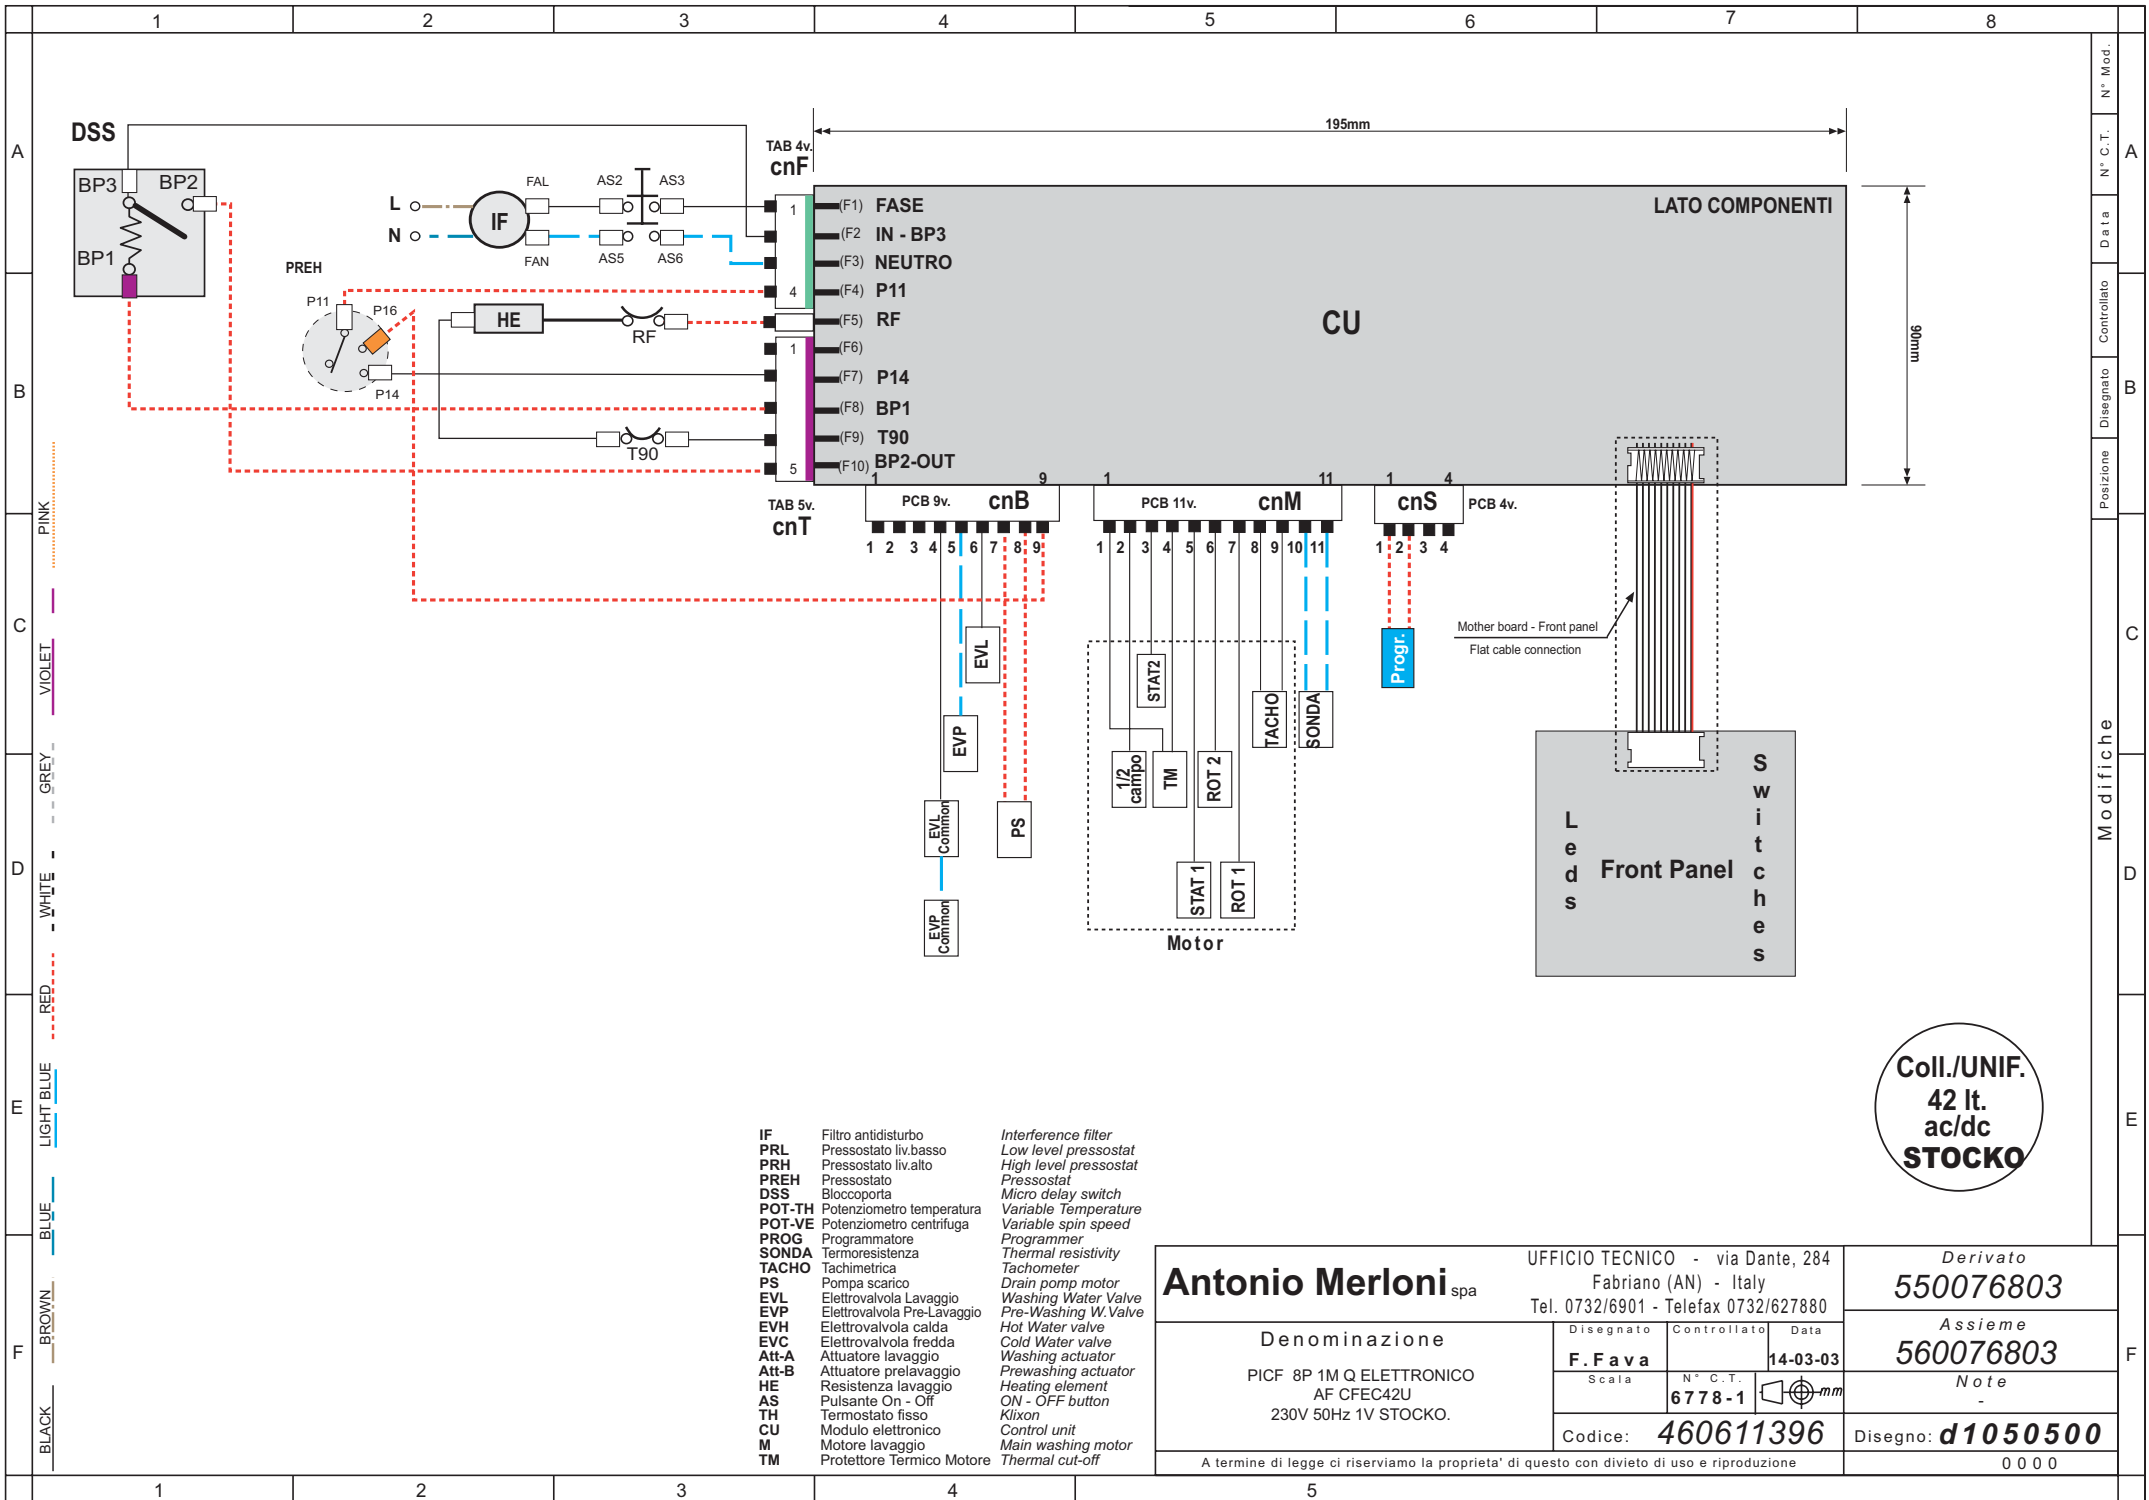 1 2 3 4 5 6 7 8
A
B
C
D
E
F
DSS
BP3
BP2
BP1
L
N
IF
FAL
FAN
AS2
AS3
AS5
AS6
PREH
P11
P16
P14
HE
RF
T90
TAB 4v.
cnF
1
4
1
5
TAB 5v.
cnT
195mm
90mm
LATO COMPONENTI
CU
(F1) FASE
(F2 IN - BP3
(F3) NEUTRO
(F4) P11
(F5) RF
(F6)
(F7) P14
(F8) BP1
(F9) T90
(F10) BP2-OUT
1 9
PCB 9v. cnB
1 2 3 4 5 6 7 8 9
1 11
PCB 11v. cnM
1 2 3 4 5 6 7 8 9 10 11
1 4
cnS PCB 4v.
1 2 3 4
EVL
EVP
EVL Common
EVP Common
PS
STAT2
1/2 campo
TM
ROT 2
STAT 1
ROT 1
TACHO
SONDA
Motor
Progr.
Mother board - Front panel
Flat cable connection
Leds
Front Panel
Switches
PINK
VIOLET
GREY
WHITE
RED
LIGHT BLUE
BLUE
BROWN
BLACK
N° Mod.
N° C.T.
Data
Controllato
Disegnato
Posizione
Modifiche
A
B
C
D
E
F
Coll./UNIF.
42 lt.
ac/dc
STOCKO
IF Filtro antidisturbo Interference filter
PRL Pressostato liv.basso Low level pressostat
PRH Pressostato liv.alto High level pressostat
PREH Pressostato Pressostat
DSS Bloccoporta Micro delay switch
POT-TH Potenziometro temperatura Variable Temperature
POT-VE Potenziometro centrifuga Variable spin speed
PROG Programmatore Programmer
SONDA Termoresistenza Thermal resistivity
TACHO Tachimetrica Tachometer
PS Pompa scarico Drain pump motor
EVL Elettrovalvola Lavaggio Washing Water Valve
EVP Elettrovalvola Pre-Lavaggio Pre-Washing W.Valve
EVH Elettrovalvola calda Hot Water valve
EVC Elettrovalvola fredda Cold Water valve
Att-A Attuatore lavaggio Washing actuator
Att-B Attuatore prelavaggio Prewashing actuator
HE Resistenza lavaggio Heating element
AS Pulsante On - Off ON - OFF button
TH Termostato fisso Klixon
CU Modulo elettronico Control unit
M Motore lavaggio Main washing motor
TM Protettore Termico Motore Thermal cut-off
Antonio Merloni spa
UFFICIO TECNICO - via Dante, 284
Fabriano (AN) - Italy
Tel. 0732/6901 - Telefax 0732/627880
Derivato
550076803
Denominazione
PICF 8P 1M Q ELETTRONICO
AF CFEC42U
230V 50Hz 1V STOCKO.
Disegnato Controllato Data
F.Fava 14-03-03
Assieme
560076803
Scala N° C.T.
6778-1 mm
Note
-
Codice: 460611396
Disegno: d1050500
A termine di legge ci riserviamo la proprieta' di questo con divieto di uso e riproduzione
0000
1 2 3 4 5